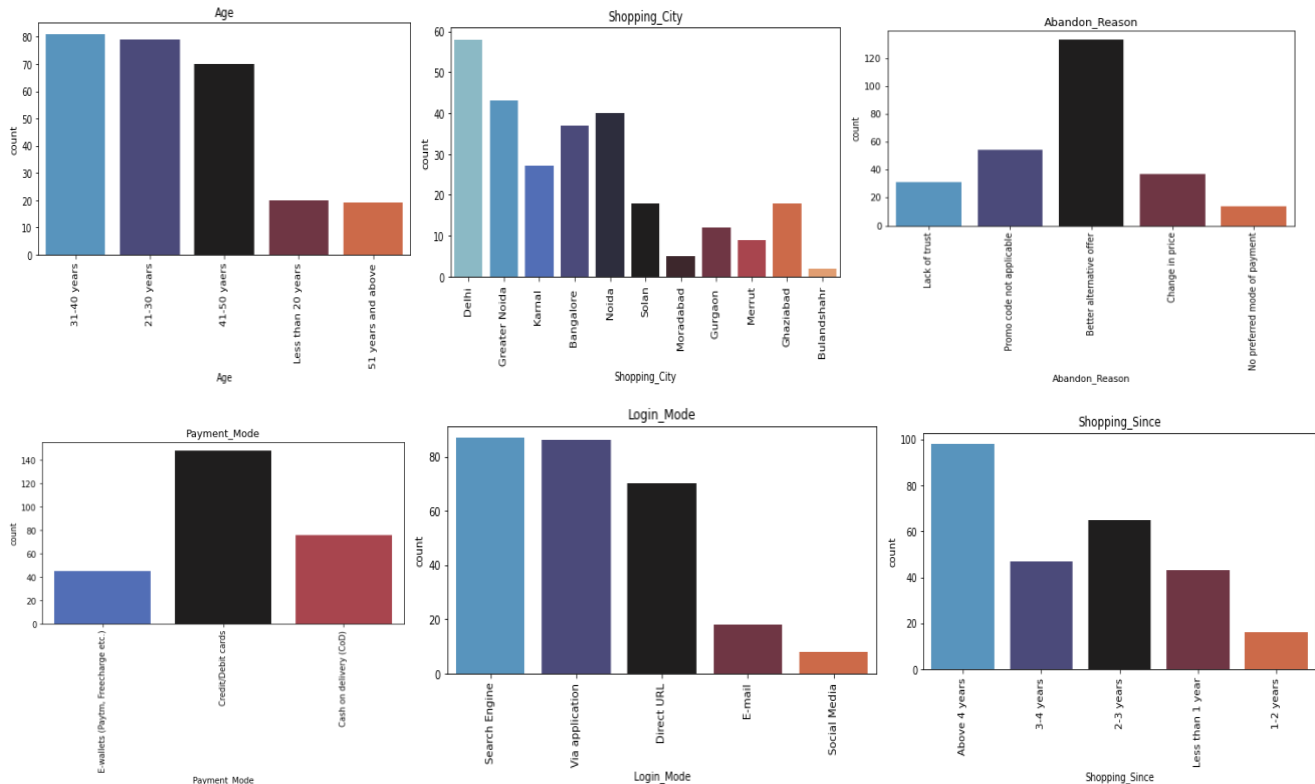 Age
count
80
70
60
50
40
30
20
10
0
31-40 years
21-30 years
41-50 yaers
Less than 20 years
51 years and above
Age
Shopping_City
count
60
50
40
30
20
10
0
Delhi
Greater Noida
Karnal
Bangalore
Noida
Solan
Moradabad
Gurgaon
Merrut
Ghaziabad
Bulandshahr
Shopping_City
Abandon_Reason
count
120
100
80
60
40
20
0
Lack of trust
Promo code not applicable
Better alternative offer
Change in price
No preferred mode of payment
Abandon_Reason
Payment_Mode
count
140
120
100
80
60
40
20
0
E-wallets (Paytm, Freecharge etc.)
Credit/Debit cards
Cash on delivery (CoD)
Payment_Mode
Login_Mode
count
80
60
40
20
0
Search Engine
Via application
Direct URL
E-mail
Social Media
Login_Mode
Shopping_Since
count
100
80
60
40
20
0
Above 4 years
3-4 years
2-3 years
Less than 1 year
1-2 years
Shopping_Since